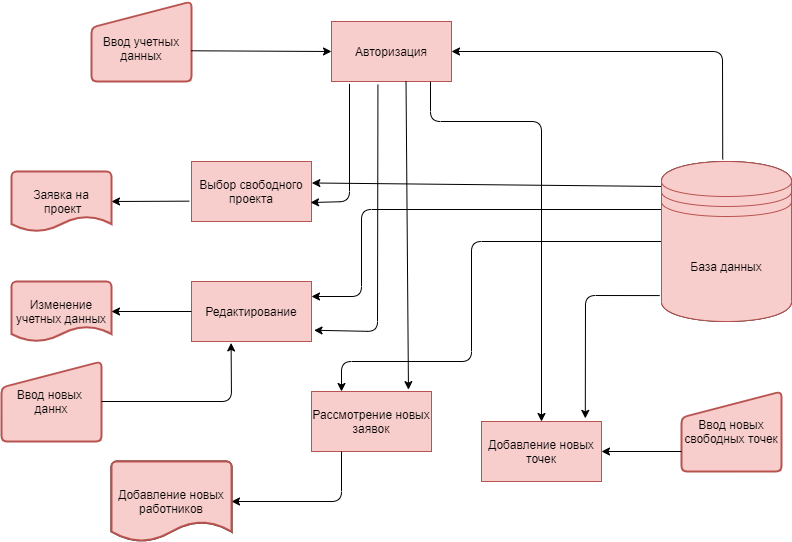 Ввод учетных
данных
Авторизация
Заявка на
проект
Выбор свободного
проекта
База данных
Изменение
учетных данных
Редактирование
Ввод новых
даннх
Рассмотрение новых
заявок
Добавление новых
точек
Ввод новых
свободных точек
Добавление новых
работников